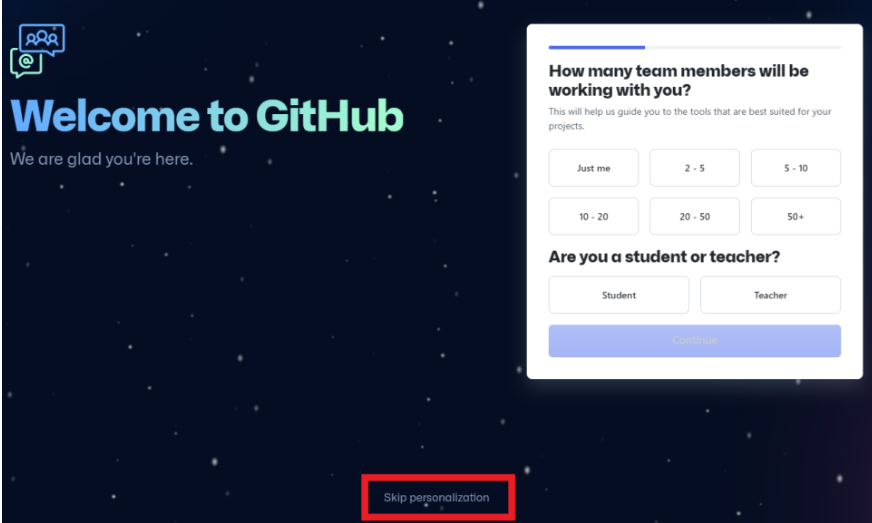 @
Welcome to GitHub
We are glad you're here.
How many team members will be
working with you?
This will help us guide you to the tools that are best suited for your
projects.
Just me
2 - 5
5 - 10
10 - 20
20 - 50
50+
Are you a student or teacher?
Student
Teacher
Continue
Skip personalization